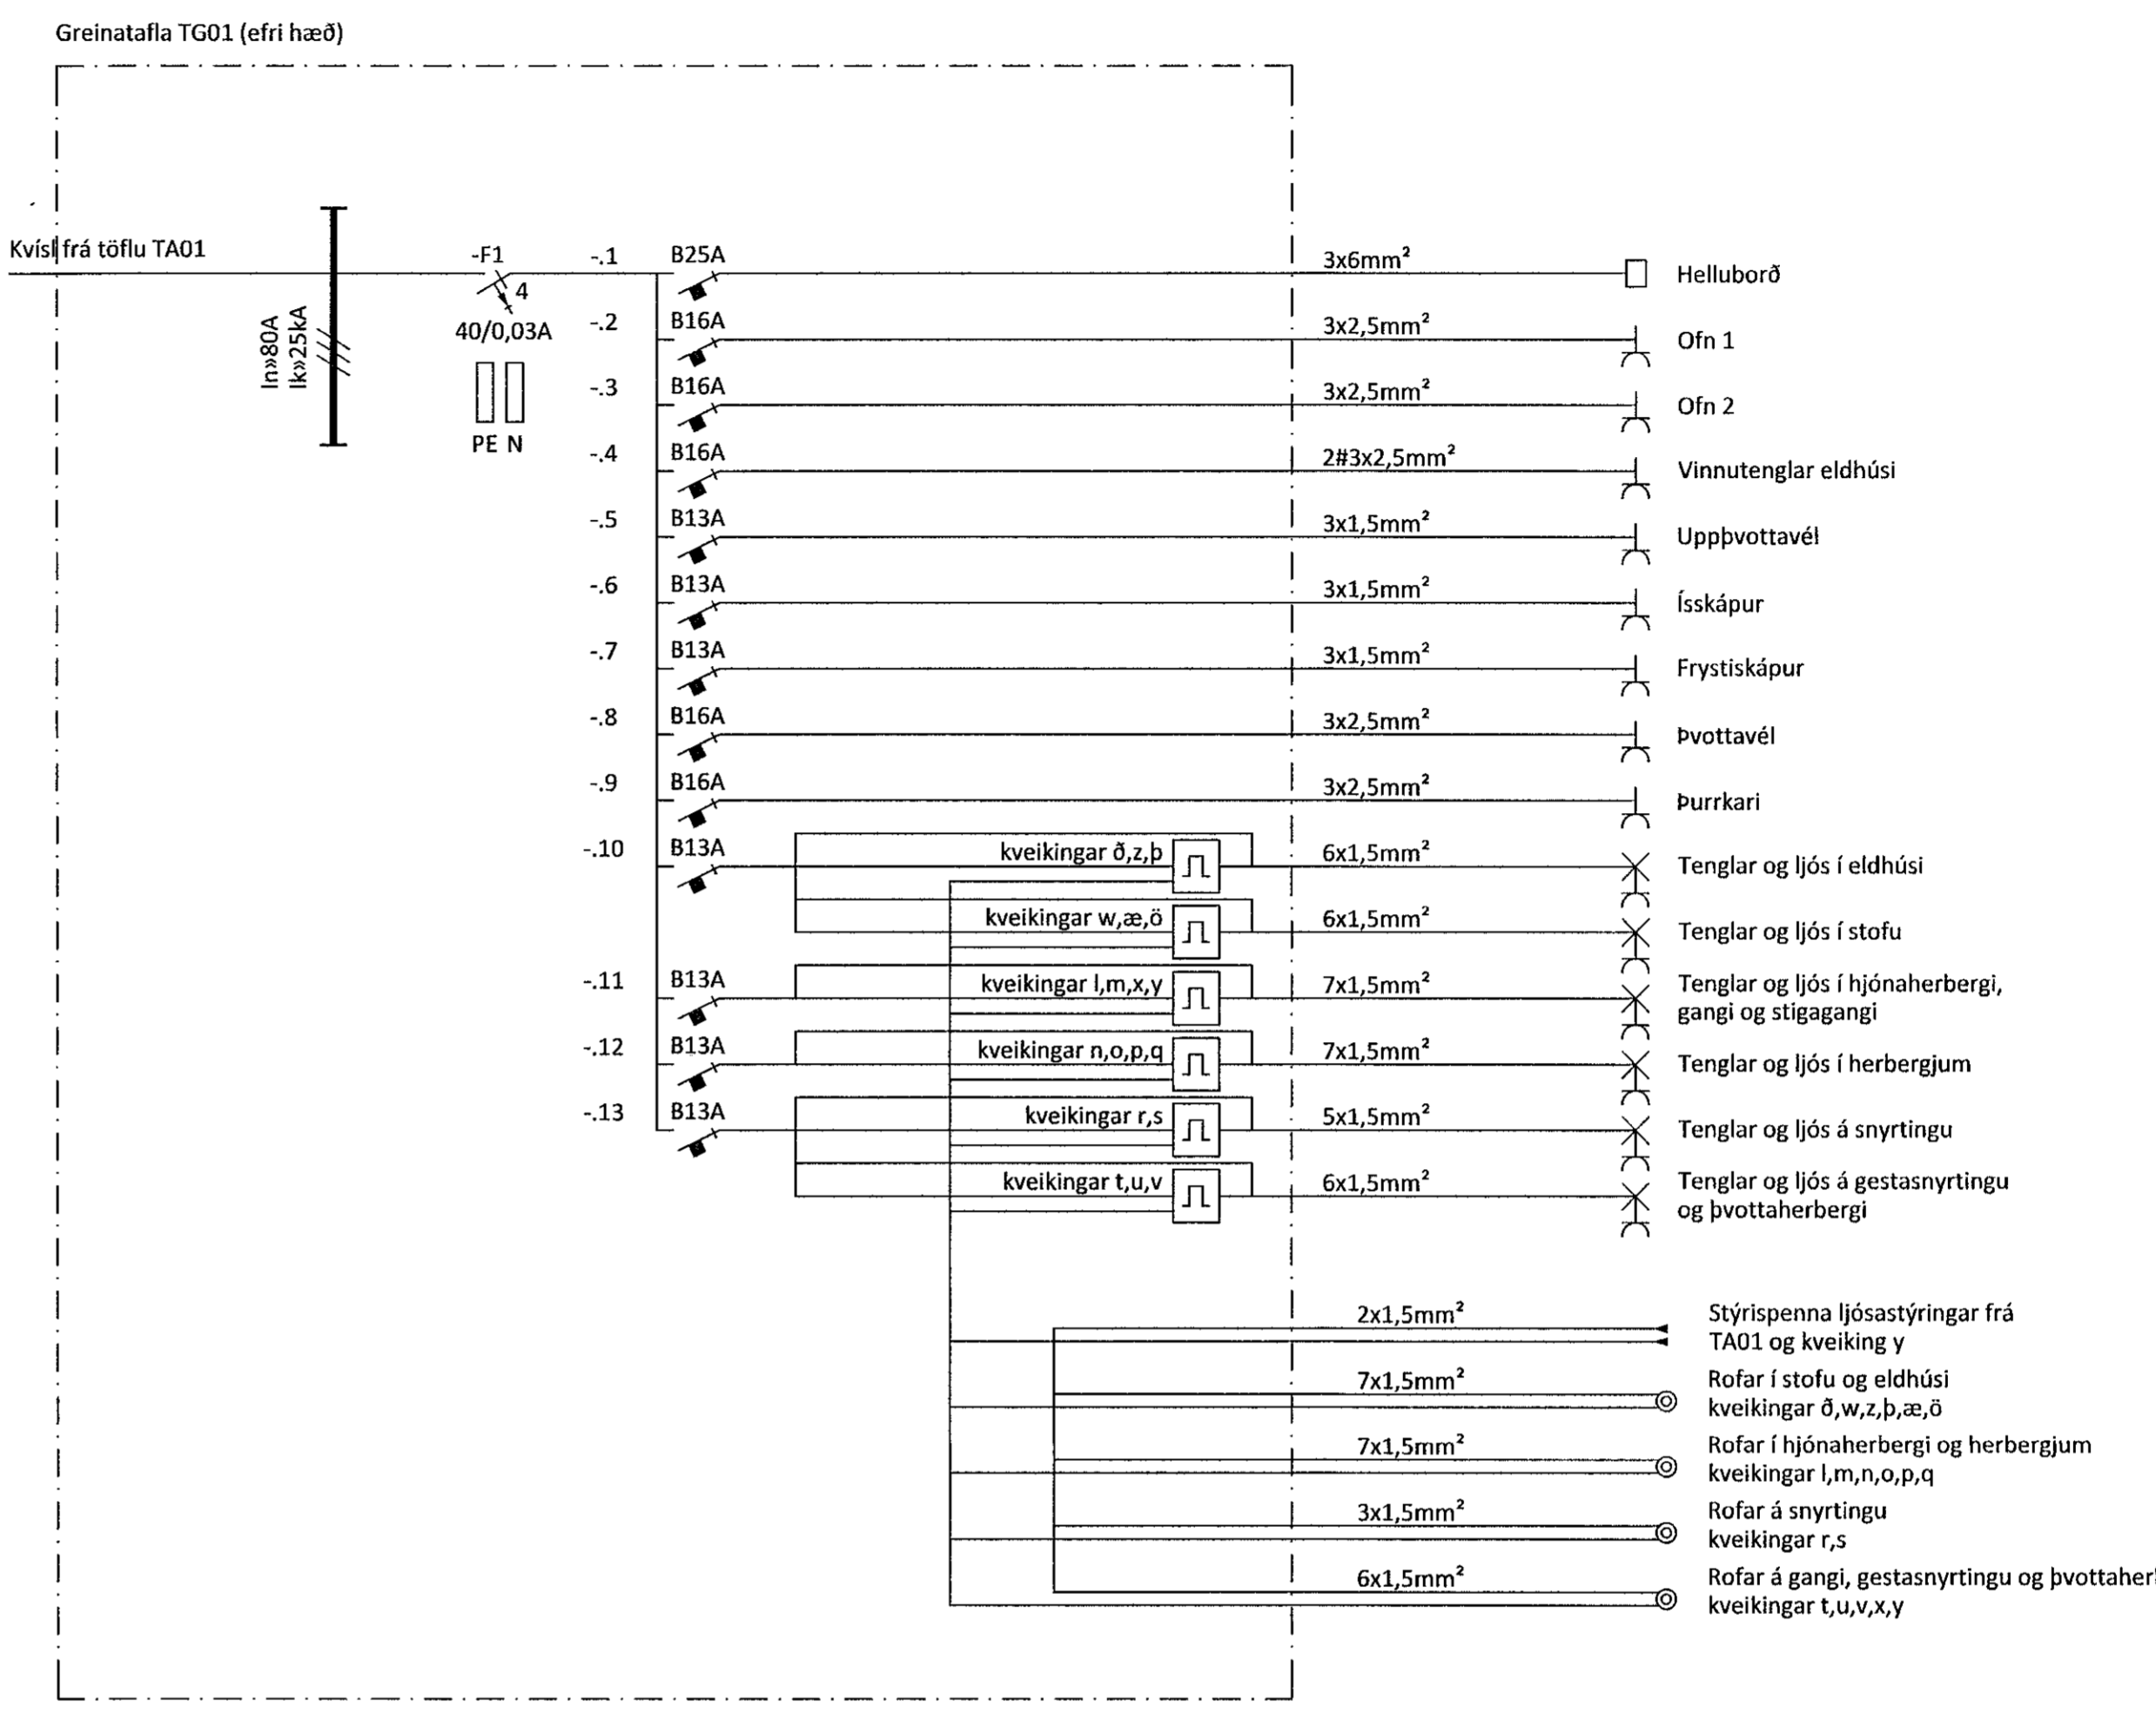 Greinatafla TG01 (efri hæð)
Kvísl frá töflu TA01
In»80A
Ik»25kA
-F1
4
40/0,03A
PE N
-.1 B25A 3x6mm² Helluborð
-.2 B16A 3x2,5mm² Ofn 1
-.3 B16A 3x2,5mm² Ofn 2
-.4 B16A 2#3x2,5mm² Vinnutenglar eldhúsi
-.5 B13A 3x1,5mm² Uppþvottavél
-.6 B13A 3x1,5mm² Ísskápur
-.7 B13A 3x1,5mm² Frystiskápur
-.8 B16A 3x2,5mm² Þvottavél
-.9 B16A 3x2,5mm² Þurrkari
-.10 B13A kveikingar ð,z,þ 6x1,5mm² Tenglar og ljós í eldhúsi
kveikingar w,æ,ö 6x1,5mm² Tenglar og ljós í stofu
-.11 B13A kveikingar l,m,x,y 7x1,5mm² Tenglar og ljós í hjónaherbergi,
gangi og stigagangi
-.12 B13A kveikingar n,o,p,q 7x1,5mm² Tenglar og ljós í herbergjum
-.13 B13A kveikingar r,s 5x1,5mm² Tenglar og ljós á snyrtingu
kveikingar t,u,v 6x1,5mm² Tenglar og ljós á gestasnyrtingu
og þvottaherbergi
2x1,5mm² Stýrispenna ljósastýringar frá
TA01 og kveiking y
7x1,5mm² Rofar í stofu og eldhúsi
kveikingar ð,w,z,þ,æ,ö
7x1,5mm² Rofar í hjónaherbergi og herbergjum
kveikingar l,m,n,o,p,q
3x1,5mm² Rofar á snyrtingu
kveikingar r,s
6x1,5mm² Rofar á gangi, gestasnyrtingu og þvottaher
kveikingar t,u,v,x,y